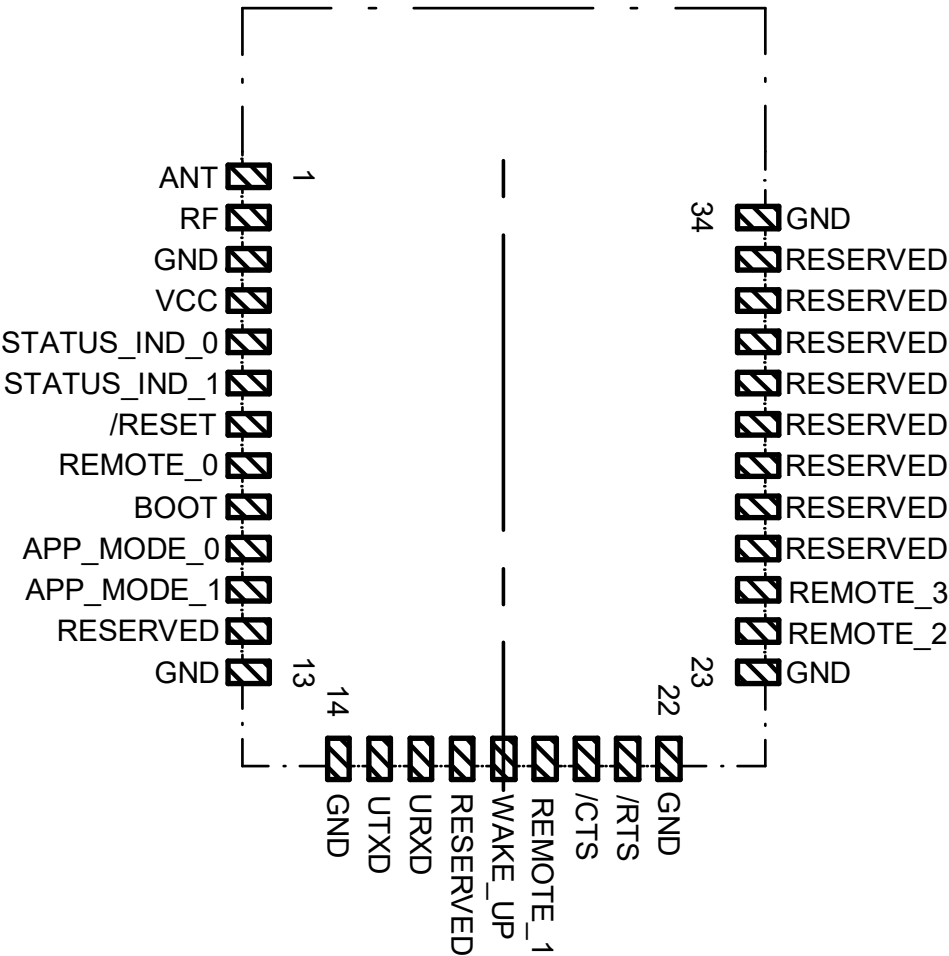 ANT
RF
GND
VCC
STATUS_IND_0
STATUS_IND_1
/RESET
REMOTE_0
BOOT
APP_MODE_0
APP_MODE_1
RESERVED
GND
1
13
14
GND
UTXD
URXD
RESERVED
WAKE_UP
REMOTE_1
/CTS
/RTS
GND
22
23
34
GND
RESERVED
RESERVED
RESERVED
RESERVED
RESERVED
RESERVED
RESERVED
RESERVED
REMOTE_3
REMOTE_2
GND